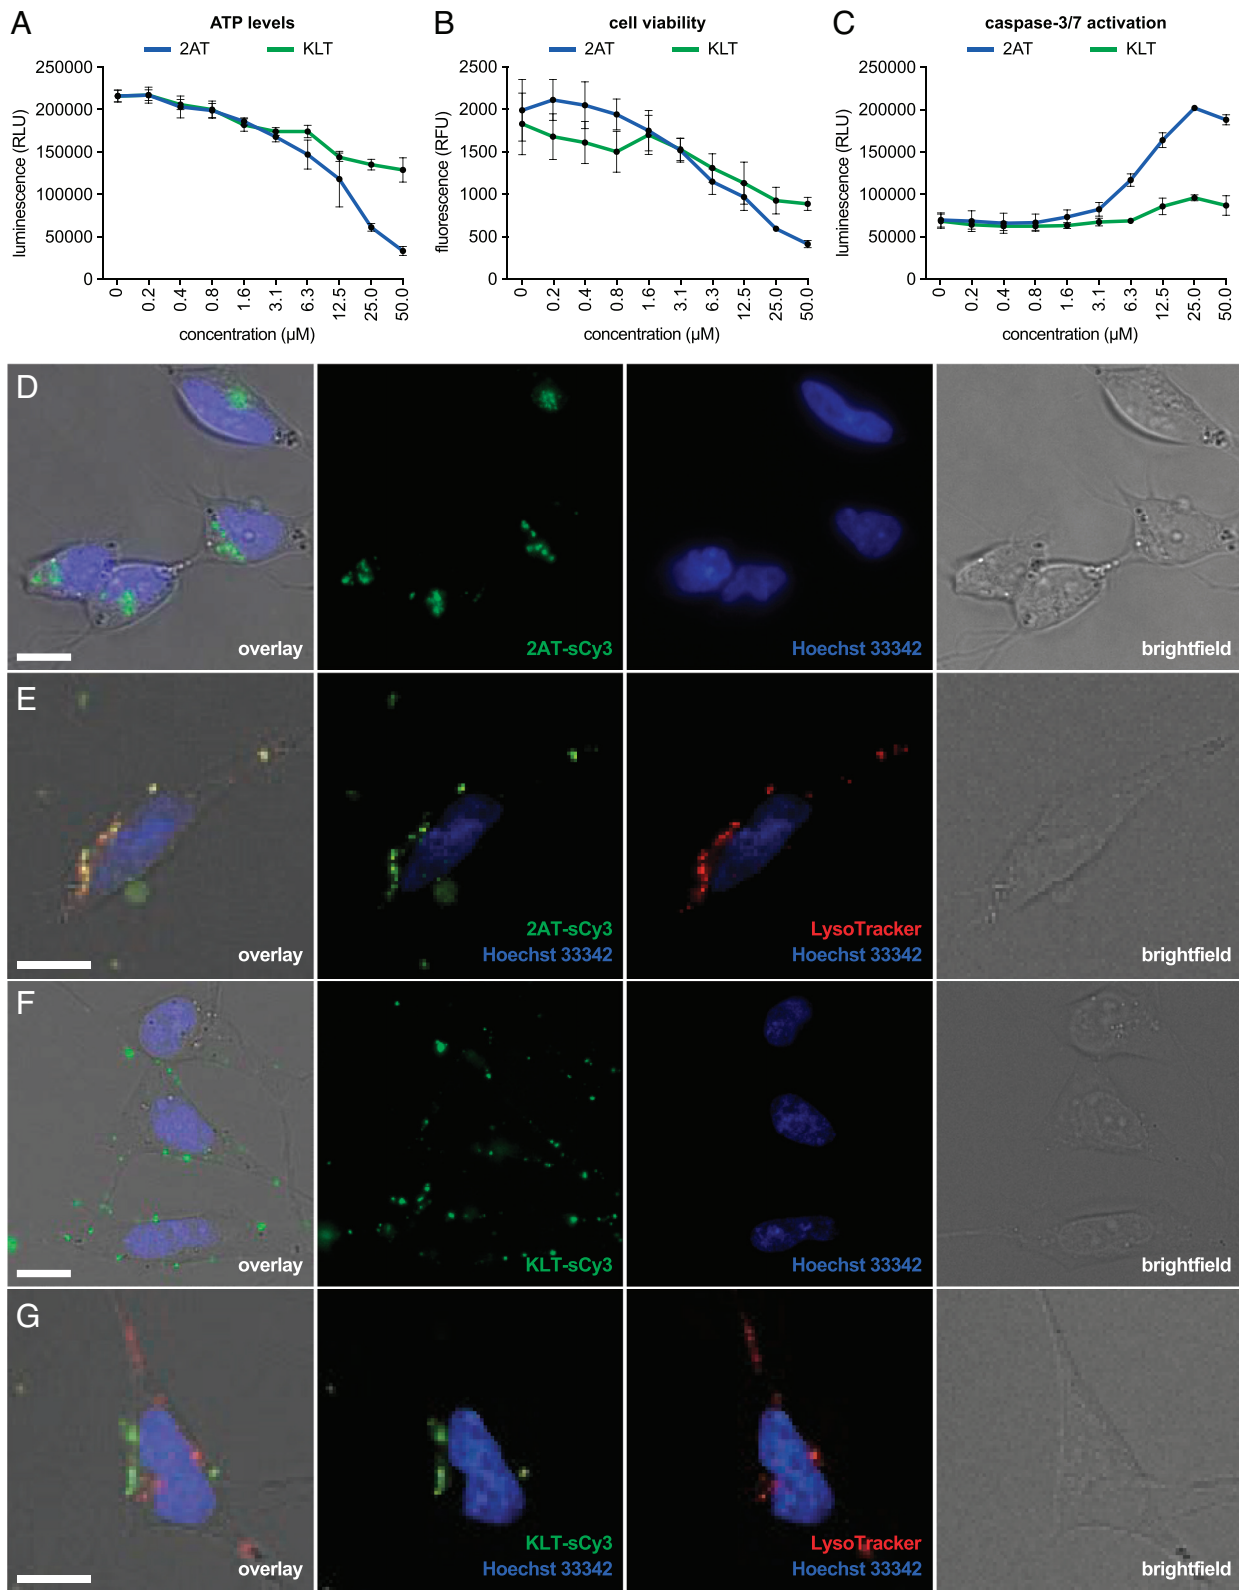 A
ATP levels
2AT
KLT
250000
200000
150000
100000
50000
0
luminescence (RLU)
0
0.2
0.4
0.8
1.6
3.1
6.3
12.5
25.0
50.0
concentration (µM)
B
cell viability
2AT
KLT
2500
2000
1500
1000
500
0
fluorescence (RFU)
0
0.2
0.4
0.8
1.6
3.1
6.3
12.5
25.0
50.0
concentration (µM)
C
caspase-3/7 activation
2AT
KLT
250000
200000
150000
100000
50000
0
luminescence (RLU)
0
0.2
0.4
0.8
1.6
3.1
6.3
12.5
25.0
50.0
concentration (µM)
D
overlay
2AT-sCy3
Hoechst 33342
brightfield
E
overlay
2AT-sCy3
Hoechst 33342
LysoTracker
Hoechst 33342
brightfield
F
overlay
KLT-sCy3
Hoechst 33342
brightfield
G
overlay
KLT-sCy3
Hoechst 33342
LysoTracker
Hoechst 33342
brightfield